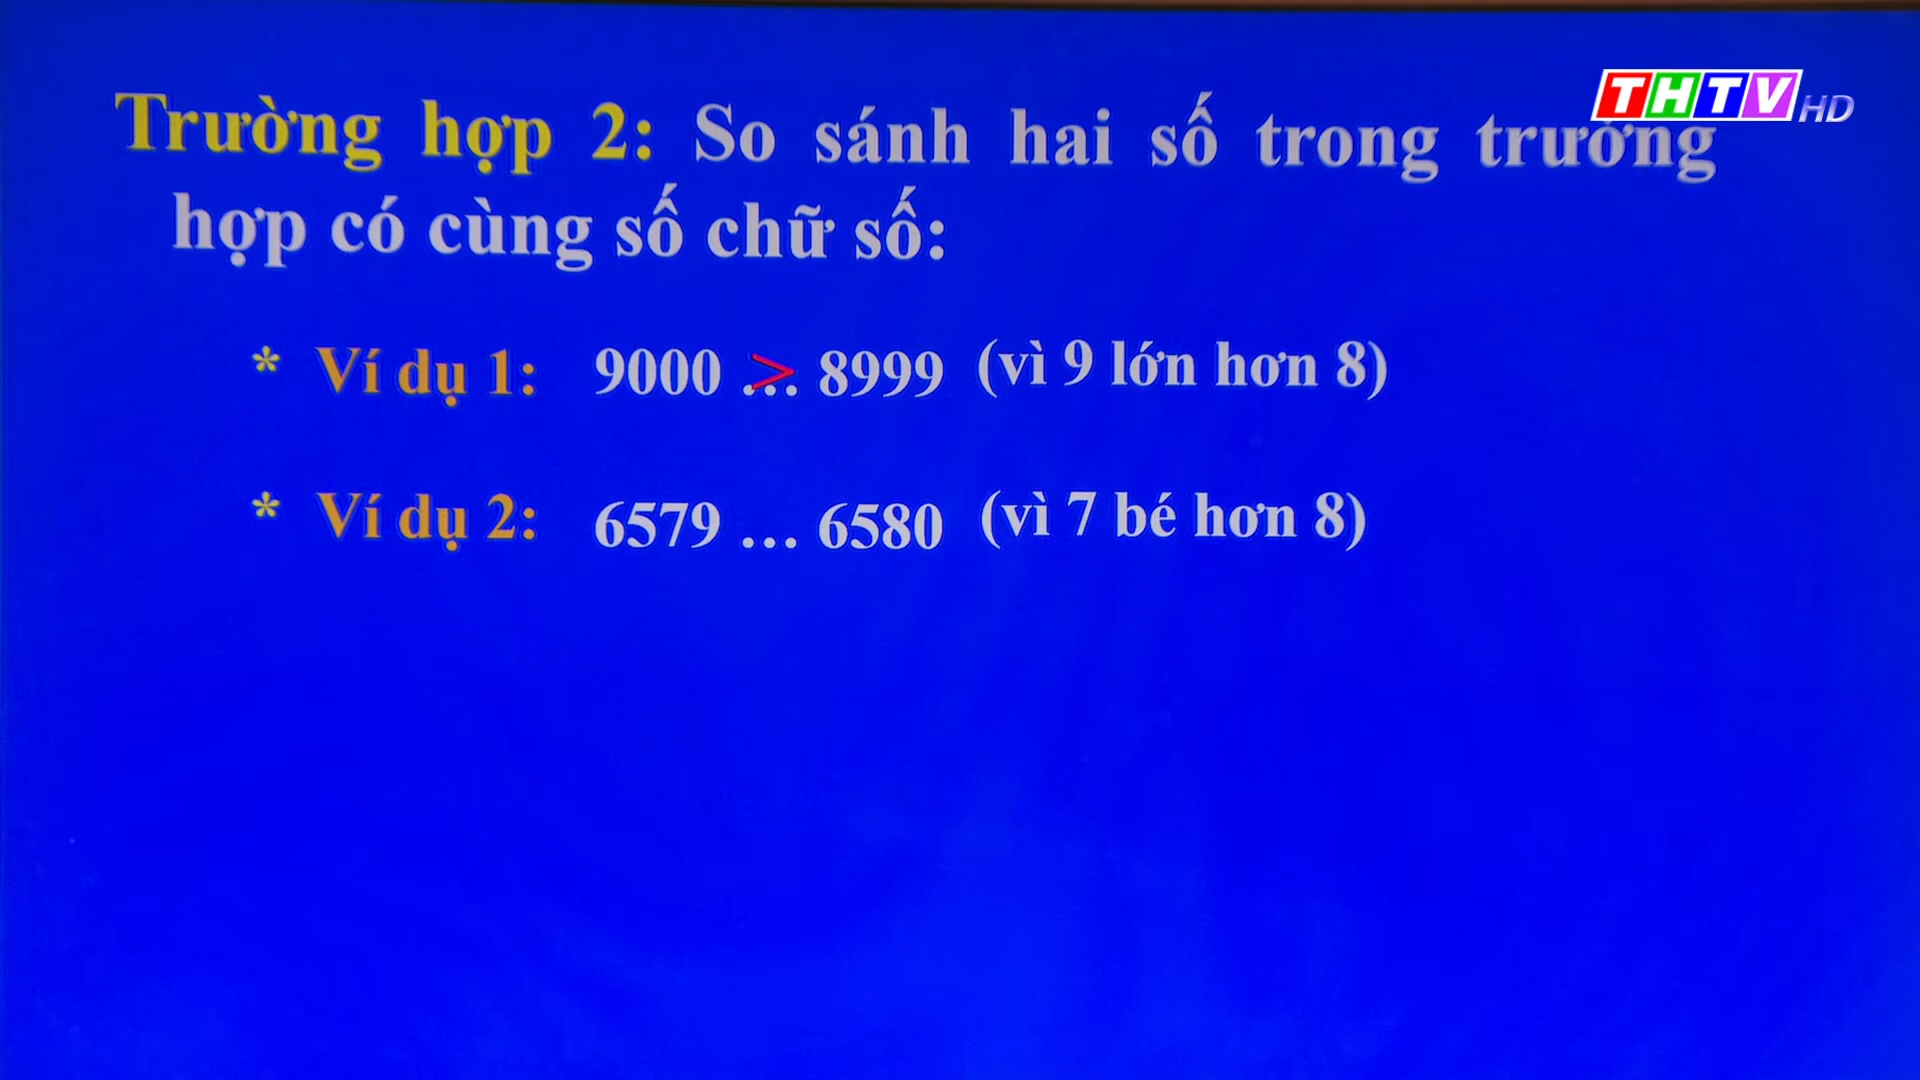 THTV HD
Trường hợp 2: So sánh hai số trong trường
hợp có cùng số chữ số:
* Ví dụ 1: 9000 ... > 8999 (vì 9 lớn hơn 8)
* Ví dụ 2: 6579 ... 6580 (vì 7 bé hơn 8)